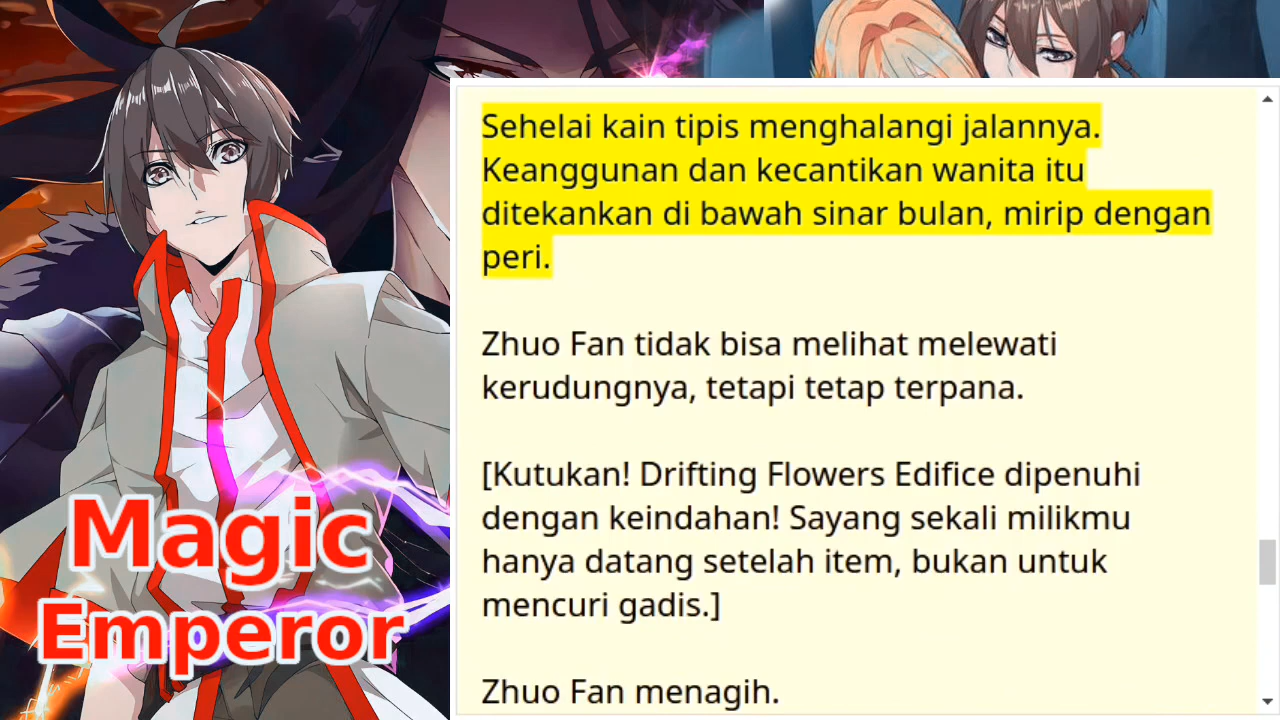 Sehelai kain tipis menghalangi jalannya.
Keanggunan dan kecantikan wanita itu
ditekankan di bawah sinar bulan, mirip dengan
peri.
Zhuo Fan tidak bisa melihat melewati
kerudungnya, tetapi tetap terpana.
[Kutukan! Drifting Flowers Edifice dipenuhi
dengan keindahan! Sayang sekali milikmu
hanya datang setelah item, bukan untuk
mencuri gadis.]
Zhuo Fan menagih.
Magic
Emperor